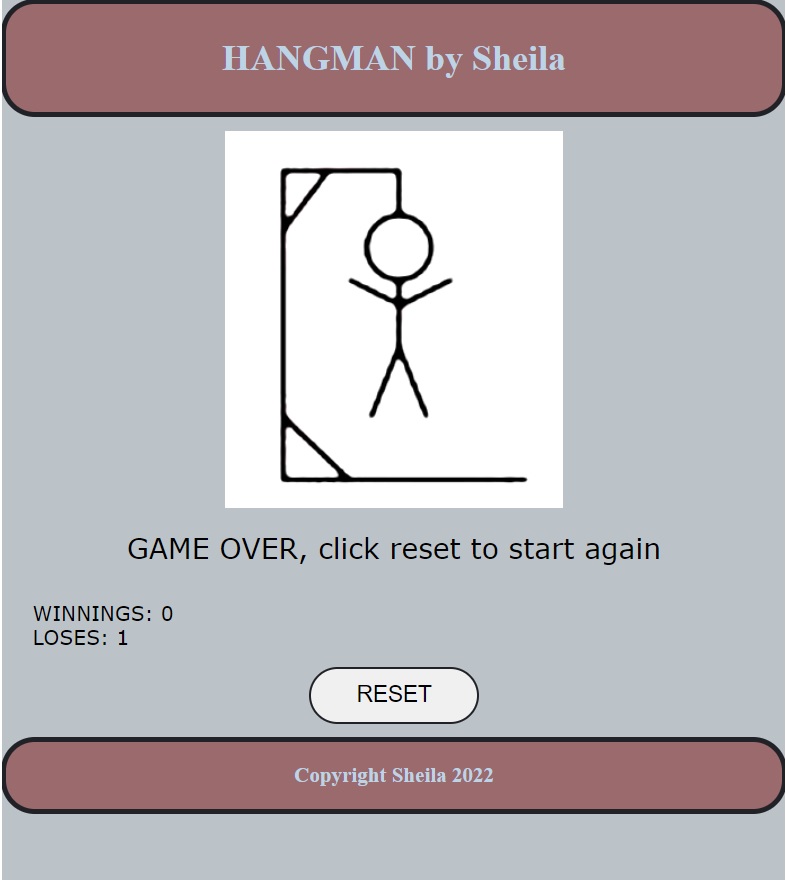 HANGMAN by Sheila
GAME OVER, click reset to start again
WINNINGS: 0
LOSES: 1
RESET
Copyright Sheila 2022